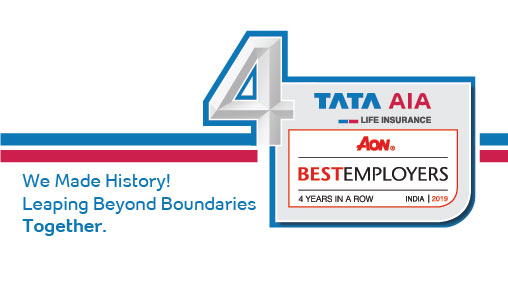 4
TATA AIA
LIFE INSURANCE
AON®
BESTEMPLOYERS
4 YEARS IN A ROW INDIA | 2019
We Made History!
Leaping Beyond Boundaries
Together.